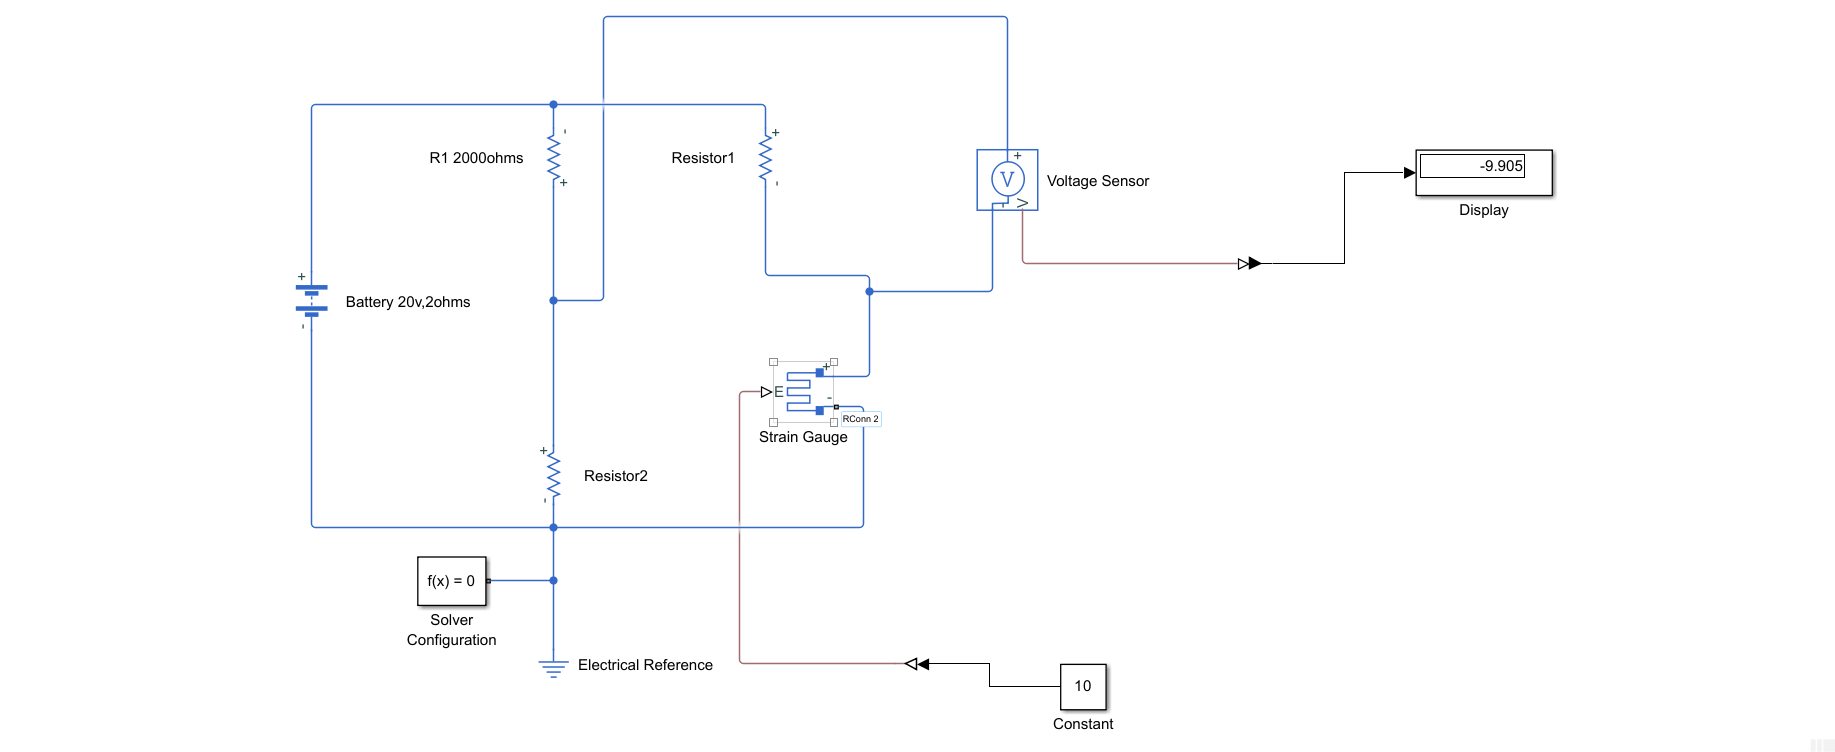 R1 2000ohms
-
+
Resistor1
+
-
+
V
-
V
Voltage Sensor
-9.905
Display
+
-
Battery 20v,2ohms
E
+
-
RConn 2
Strain Gauge
+
-
Resistor2
f(x) = 0
Solver
Configuration
Electrical Reference
10
Constant